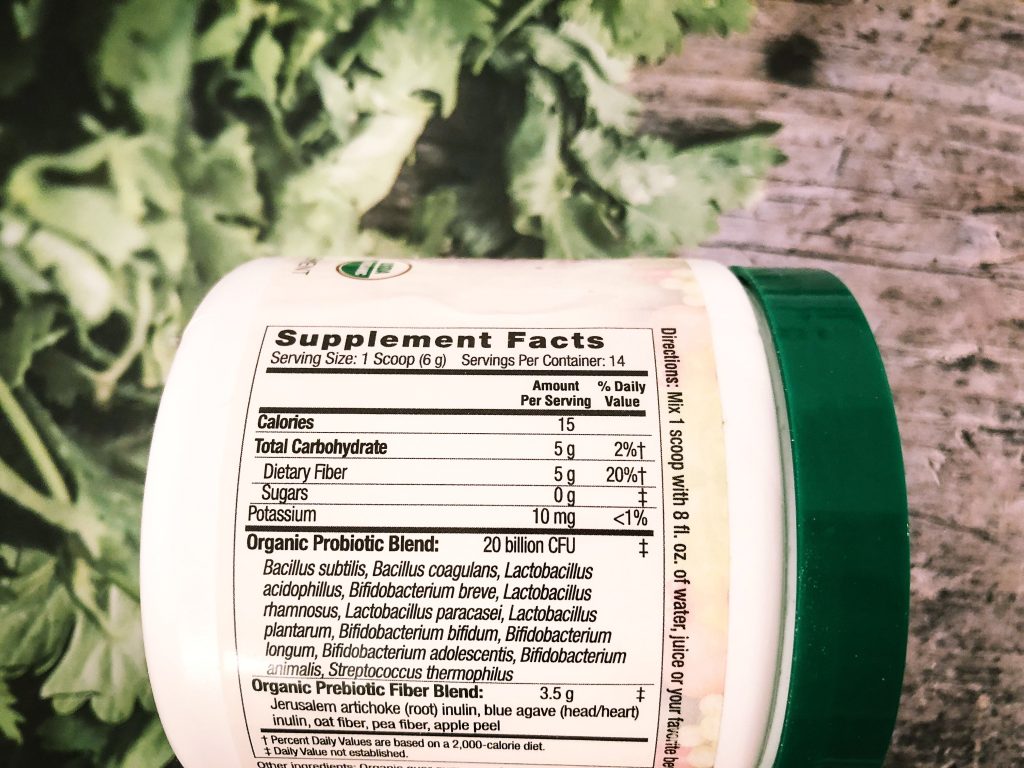 Supplement Facts
Serving Size: 1 Scoop (6 g) Servings Per Container: 14
Amount Per Serving % Daily Value
Calories 15
Total Carbohydrate 5 g 2%†
Dietary Fiber 5 g 20%†
Sugars 0 g ‡
Potassium 10 mg <1%
Organic Probiotic Blend: 20 billion CFU ‡
Bacillus subtilis, Bacillus coagulans, Lactobacillus
acidophillus, Bifidobacterium breve, Lactobacillus
rhamnosus, Lactobacillus paracasei, Lactobacillus
plantarum, Bifidobacterium bifidum, Bifidobacterium
longum, Bifidobacterium adolescentis, Bifidobacterium
animalis, Streptococcus thermophilus
Organic Prebiotic Fiber Blend: 3.5 g ‡
Jerusalem artichoke (root) inulin, blue agave (head/heart)
inulin, oat fiber, pea fiber, apple peel
† Percent Daily Values are based on a 2,000-calorie diet.
‡ Daily Value not established.
Other ingredients: Organic
Directions: Mix 1 scoop with 8 fl. oz. of water, juice or your favorite be